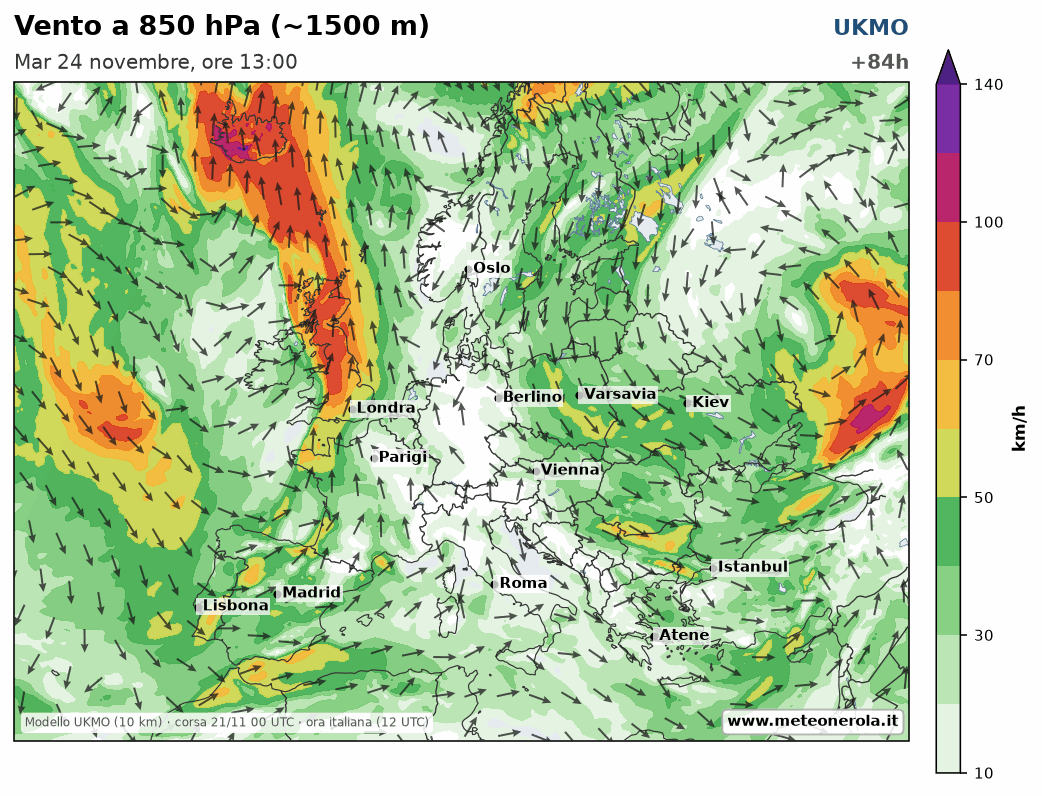 Vento a 850 hPa (~1500 m)
UKMO
Mar 24 novembre, ore 13:00
+84h
140
100
70
50
30
10
km/h
Oslo
Berlino
Varsavia
Kiev
Londra
Parigi
Vienna
Istanbul
Roma
Madrid
Lisbona
Atene
Modello UKMO (10 km) · corsa 21/11 00 UTC · ora italiana (12 UTC)
www.meteonerola.it